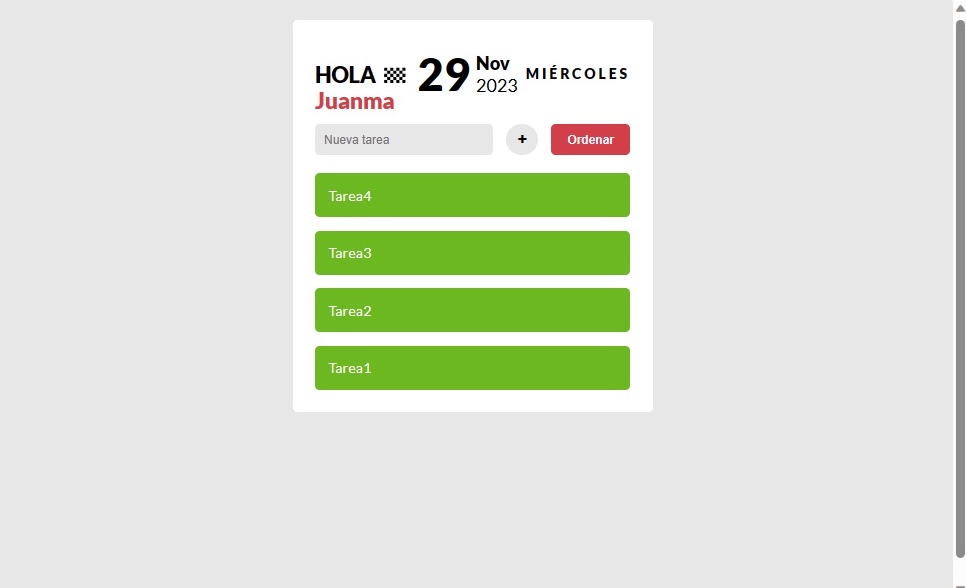 HOLA 🏁
Juanma
29
Nov
2023
MIÉRCOLES
Nueva tarea
+
Ordenar
Tarea4
Tarea3
Tarea2
Tarea1